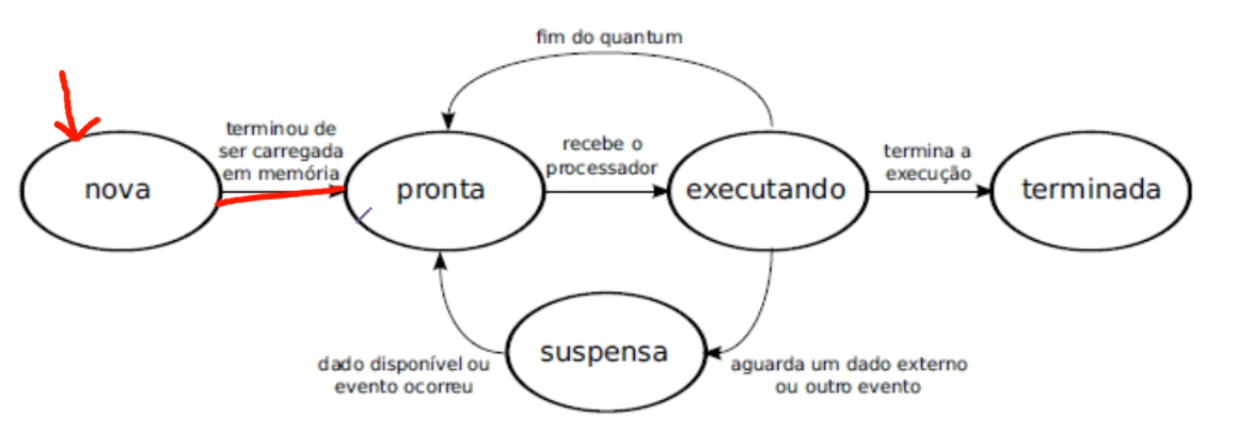 fim do quantum
terminou de
ser carregada
em memória
recebe o
processador
termina a
execução
nova
pronta
executando
terminada
suspensa
dado disponível ou
evento ocorreu
aguarda um dado externo
ou outro evento